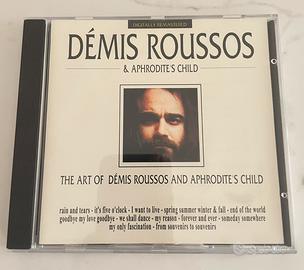 DIGITALLY REMASTERED
DÉMIS ROUSSOS
& APHRODITE'S CHILD
THE ART OF DÉMIS ROUSSOS AND APHRODITE'S CHILD
rain and tears - it's five o'clock - I want to live - spring summer winter & fall - end of the world
goodbye my love goodbye - we shall dance - my reason - forever and ever - someday somewhere
my only fascination - from souvenirs to souvenirs